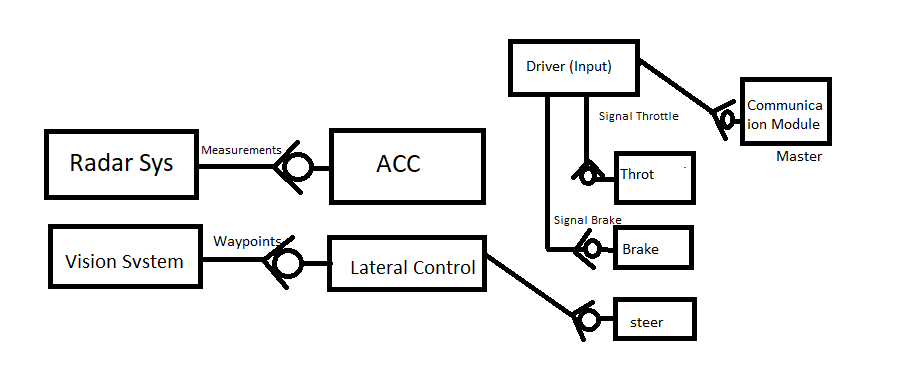 Driver (Input)
Communica
ion Module
Master
Signal Throttle
Radar Sys
Measurements
ACC
Throt
Signal Brake
Brake
Vision Svstem
Waypoints
Lateral Control
steer